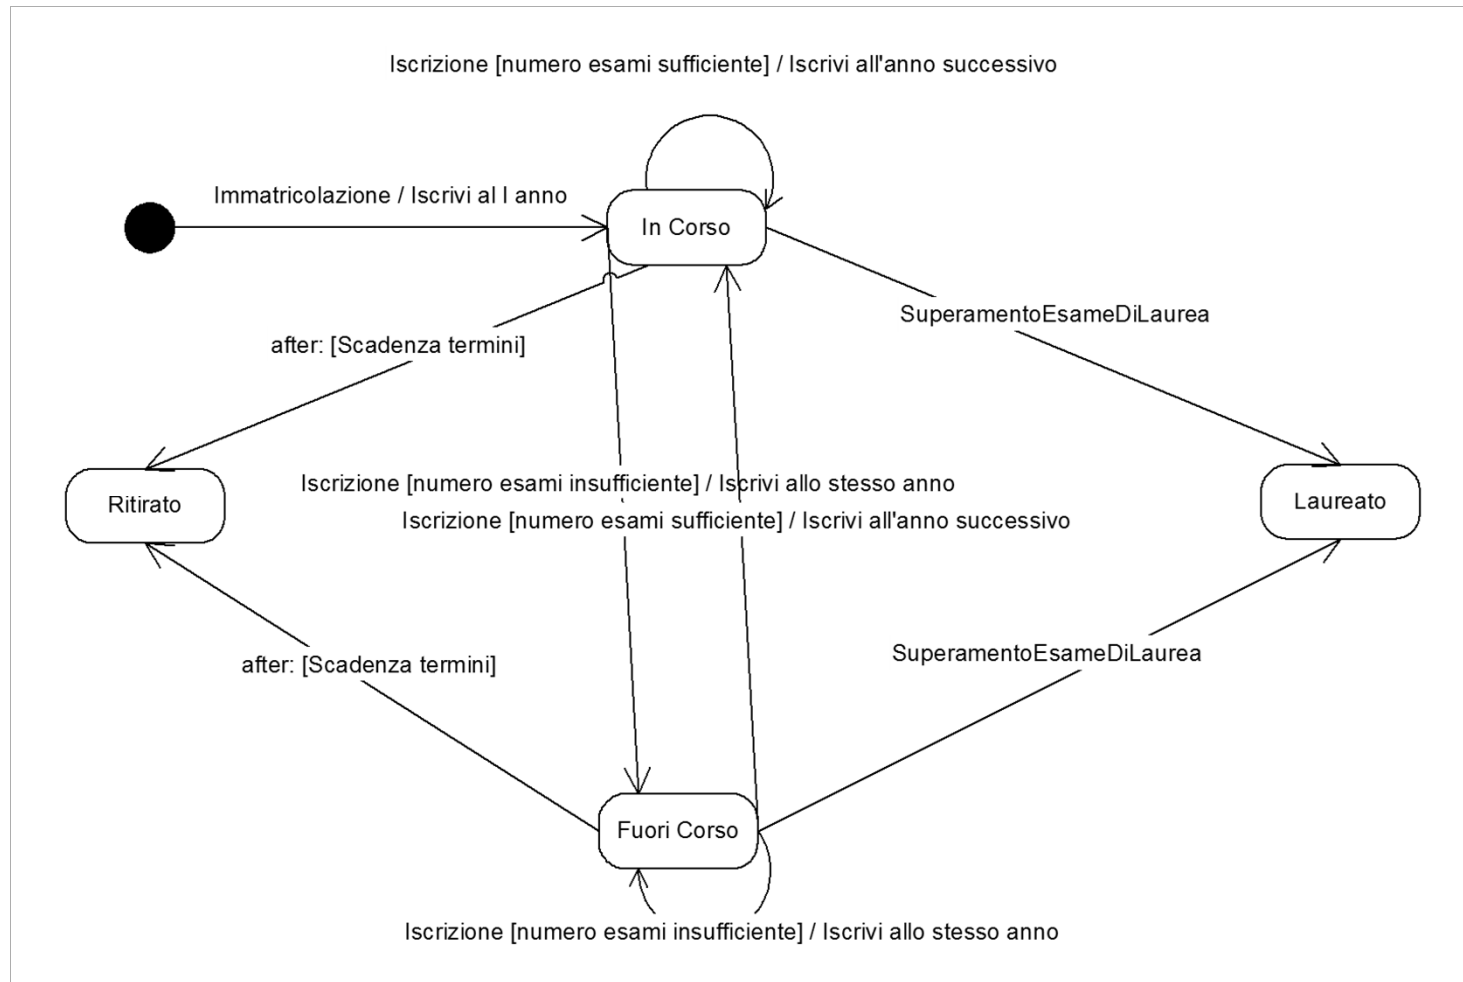 Iscrizione [numero esami sufficiente] / Iscrivi all'anno successivo
Immatricolazione / Iscrivi al I anno
In Corso
SuperamentoEsameDiLaurea
after: [Scadenza termini]
Iscrizione [numero esami insufficiente] / Iscrivi allo stesso anno
Ritirato
Laureato
Iscrizione [numero esami sufficiente] / Iscrivi all'anno successivo
SuperamentoEsameDiLaurea
after: [Scadenza termini]
Fuori Corso
Iscrizione [numero esami insufficiente] / Iscrivi allo stesso anno